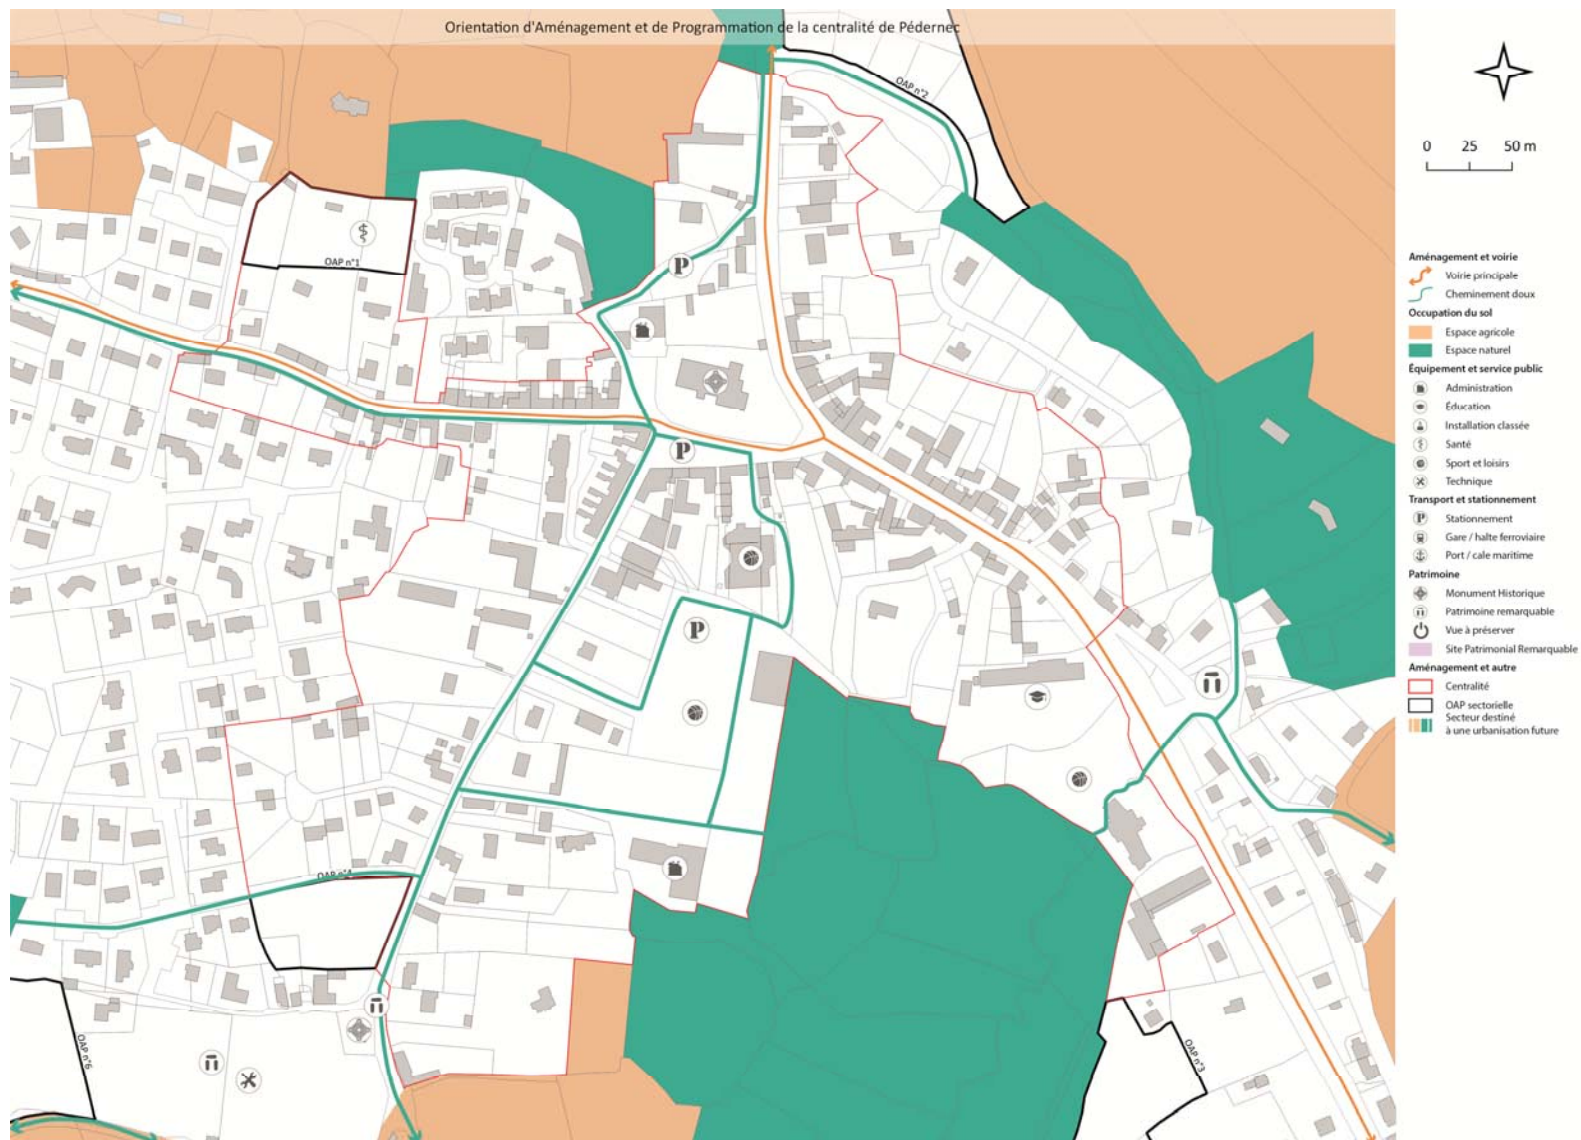 Orientation d'Aménagement et de Programmation de la centralité de Pédernec
OAP n°2
0 25 50 m
OAP n°1
Aménagement et voirie
Voirie principale
Cheminement doux
Occupation du sol
Espace agricole
Espace naturel
Équipement et service public
Administration
Éducation
Installation classée
Santé
Sport et loisirs
Technique
Transport et stationnement
P Stationnement
Gare / halte ferroviaire
Port / cale maritime
Patrimoine
Monument Historique
Patrimoine remarquable
Vue à préserver
Site Patrimonial Remarquable
Aménagement et autre
Centralité
OAP sectorielle
Secteur destiné
à une urbanisation future
P
P
P
OAP n°4
OAP n°6
OAP n°3